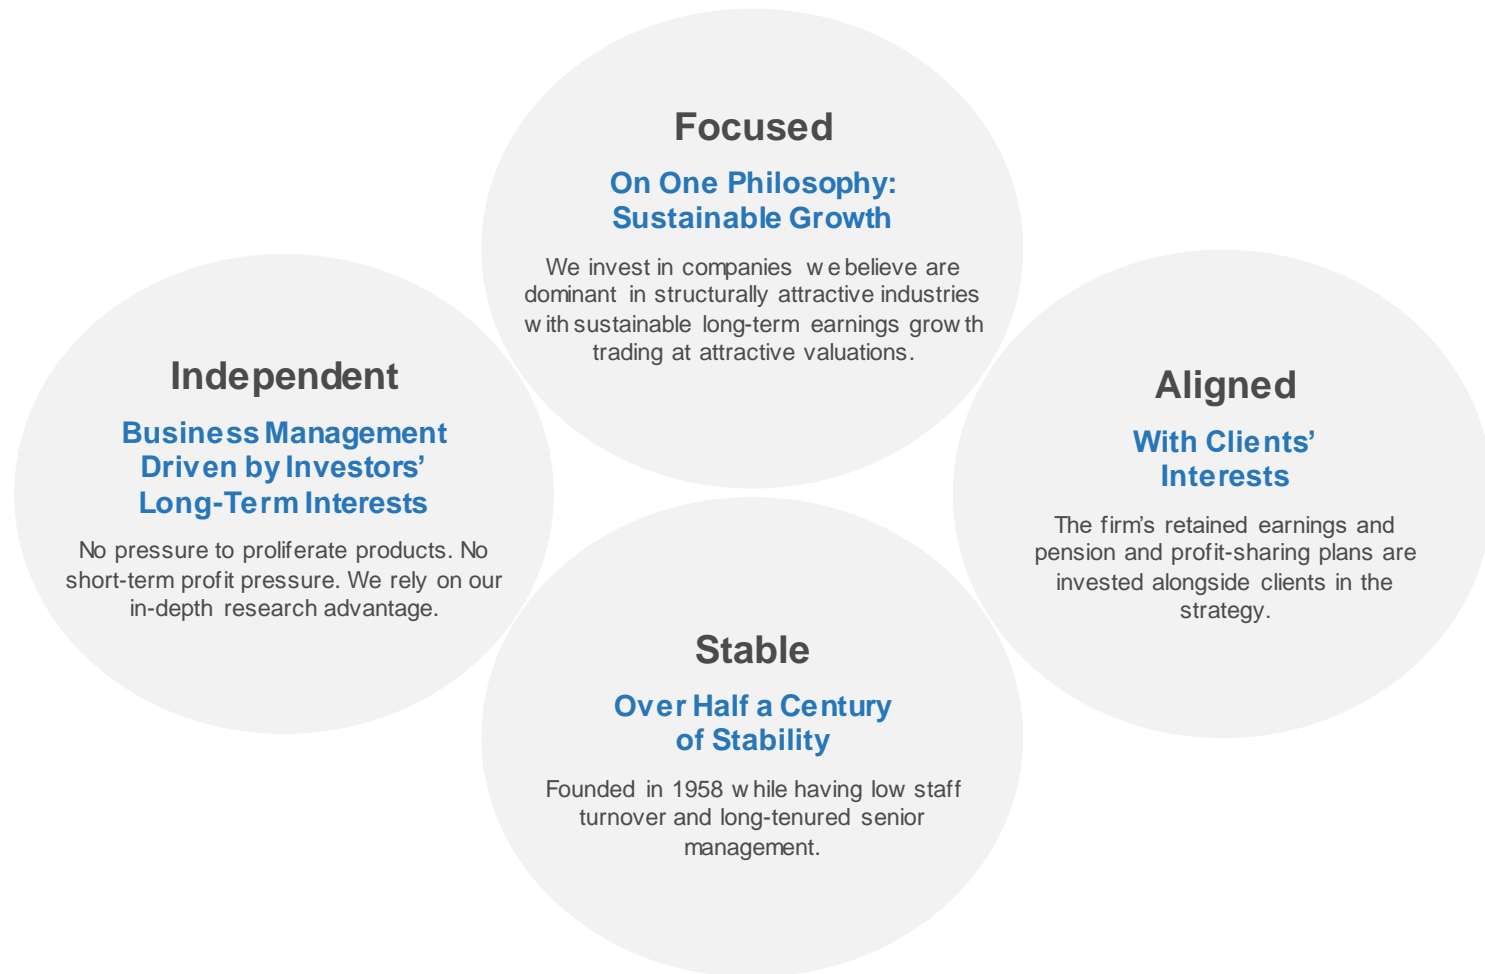 Focused
On One Philosophy:
Sustainable Growth
We invest in companies we believe are
dominant in structurally attractive industries
with sustainable long-term earnings growth
trading at attractive valuations.
Independent
Business Management
Driven by Investors’
Long-Term Interests
No pressure to proliferate products. No
short-term profit pressure. We rely on our
in-depth research advantage.
Aligned
With Clients’
Interests
The firm’s retained earnings and
pension and profit-sharing plans are
invested alongside clients in the
strategy.
Stable
Over Half a Century
of Stability
Founded in 1958 while having low staff
turnover and long-tenured senior
management.